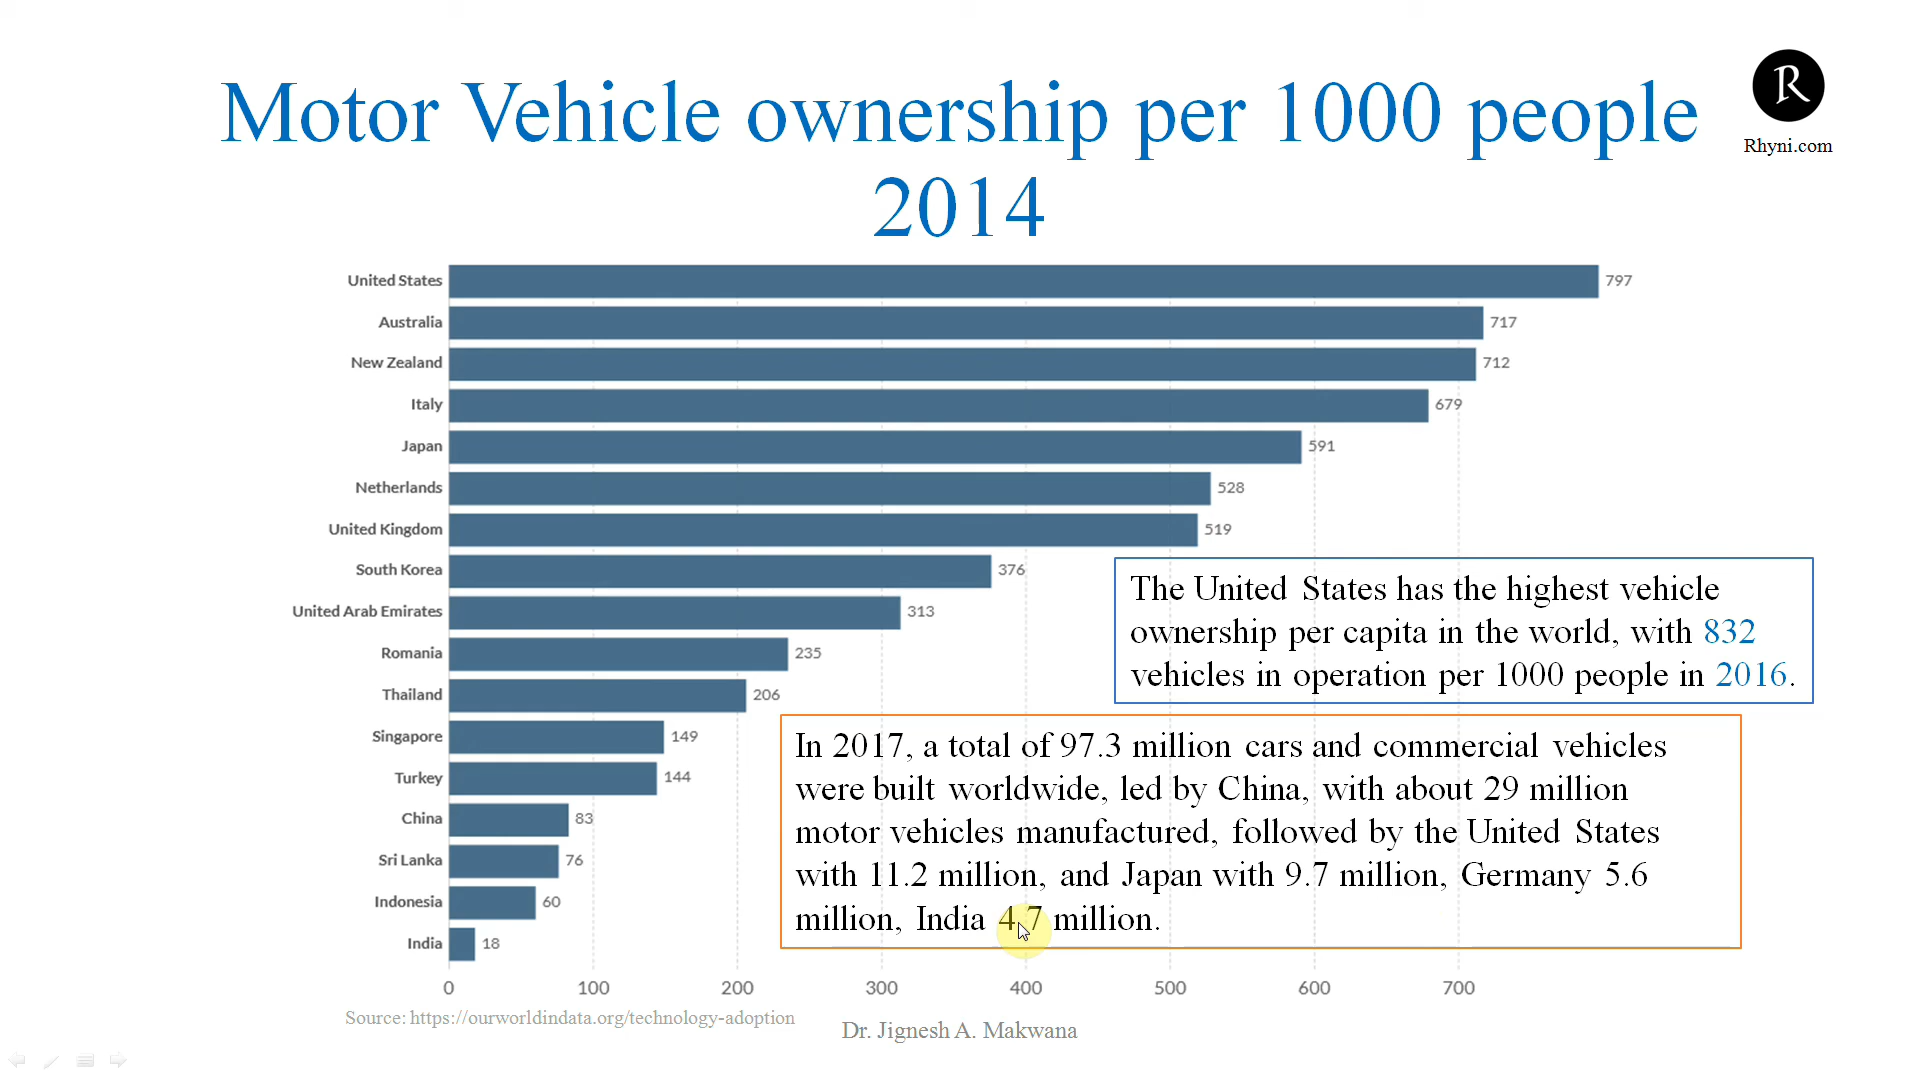 Motor Vehicle ownership per 1000 people
2014
R
Rhyni.com
United States 797
Australia 717
New Zealand 712
Italy 679
Japan 591
Netherlands 528
United Kingdom 519
South Korea 376
United Arab Emirates 313
Romania 235
Thailand 206
Singapore 149
Turkey 144
China 83
Sri Lanka 76
Indonesia 60
India 18
0 100 200 300 400 500 600 700
The United States has the highest vehicle
ownership per capita in the world, with 832
vehicles in operation per 1000 people in 2016.
In 2017, a total of 97.3 million cars and commercial vehicles
were built worldwide, led by China, with about 29 million
motor vehicles manufactured, followed by the United States
with 11.2 million, and Japan with 9.7 million, Germany 5.6
million, India 4.7 million.
Source: https://ourworldindata.org/technology-adoption
Dr. Jignesh A. Makwana